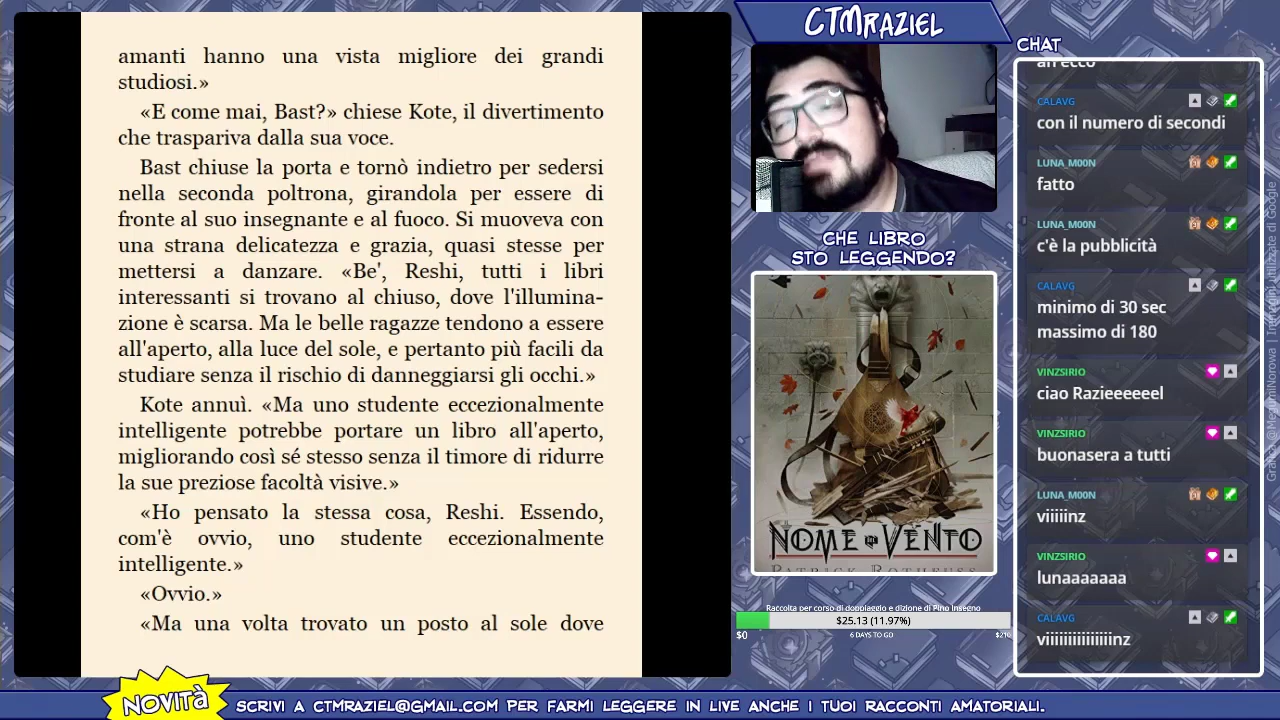 amanti hanno una vista migliore dei grandi
studiosi.»
«E come mai, Bast?» chiese Kote, il divertimento
che traspariva dalla sua voce.
Bast chiuse la porta e tornò indietro per sedersi
nella seconda poltrona, girandola per essere di
fronte al suo insegnante e al fuoco. Si muoveva con
una strana delicatezza e grazia, quasi stesse per
mettersi a danzare. «Be', Reshi, tutti i libri
interessanti si trovano al chiuso, dove l'illumina-
zione è scarsa. Ma le belle ragazze tendono a essere
all'aperto, alla luce del sole, e pertanto più facili da
studiare senza il rischio di danneggiarsi gli occhi.»
Kote annuì. «Ma uno studente eccezionalmente
intelligente potrebbe portare un libro all'aperto,
migliorando così sé stesso senza il timore di ridurre
la sue preziose facoltà visive.»
«Ho pensato la stessa cosa, Reshi. Essendo,
com'è ovvio, uno studente eccezionalmente
intelligente.»
«Ovvio.»
«Ma una volta trovato un posto al sole dove
CTMRAZIEL
CHE LIBRO
STO LEGGENDO?
NOME DEL VENTO
PATRICK ROTHFUSS
Raccolta per corso di doppiaggio e dizione di Pino Insegno
$25.13 (11.97%)
$0 6 DAYS TO GO $210
CHAT
CALAVG
con il numero di secondi
LUNA_M00N
fatto
LUNA_M00N
c'è la pubblicità
CALAVG
minimo di 30 sec
massimo di 180
VINZSIRIO
ciao Razieeeeeel
VINZSIRIO
buonasera a tutti
LUNA_M00N
viiiiinz
VINZSIRIO
lunaaaaaaa
CALAVG
viiiiiiiiiiiiiiinz
Grafica @MegumiNorowa | Immagini utilizzate di Google
NOVITÀ
SCRIVI A CTMRAZIEL@GMAIL.COM PER FARMI LEGGERE IN LIVE ANCHE I TUOI RACCONTI AMATORIALI.